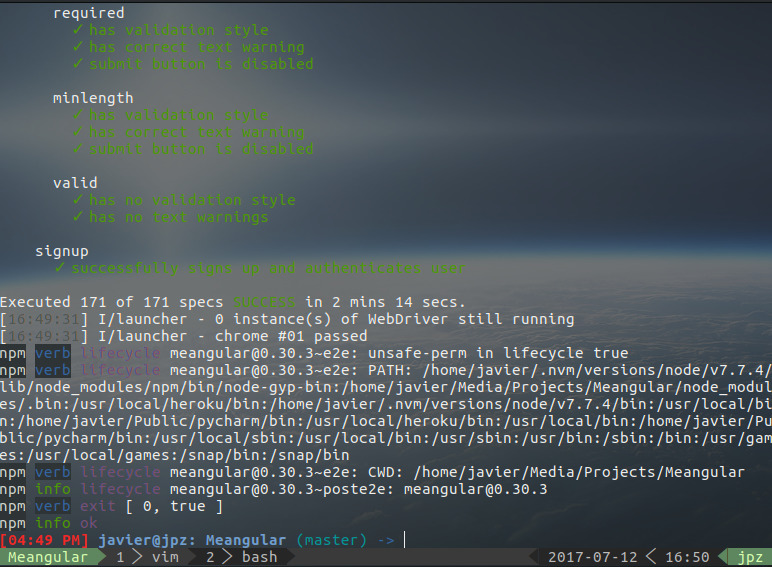 required
✓ has validation style
✓ has correct text warning
✓ submit button is disabled
minlength
✓ has validation style
✓ has correct text warning
✓ submit button is disabled
valid
✓ has no validation style
✓ has no text warnings
signup
✓ successfully signs up and authenticates user
Executed 171 of 171 specs SUCCESS in 2 mins 14 secs.
[16:49:31] I/launcher - 0 instance(s) of WebDriver still running
[16:49:31] I/launcher - chrome #01 passed
npm verb lifecycle meangular@0.30.3~e2e: unsafe-perm in lifecycle true
npm verb lifecycle meangular@0.30.3~e2e: PATH: /home/javier/.nvm/versions/node/v7.7.4/
lib/node_modules/npm/bin/node-gyp-bin:/home/javier/Media/Projects/Meangular/node_modul
es/.bin:/usr/local/heroku/bin:/home/javier/.nvm/versions/node/v7.7.4/bin:/usr/local/bi
n:/home/javier/Public/pycharm/bin:/usr/local/heroku/bin:/usr/local/bin:/home/javier/Pu
blic/pycharm/bin:/usr/local/sbin:/usr/local/bin:/usr/sbin:/usr/bin:/sbin:/bin:/usr/gam
es:/usr/local/games:/snap/bin:/snap/bin
npm verb lifecycle meangular@0.30.3~e2e: CWD: /home/javier/Media/Projects/Meangular
npm info lifecycle meangular@0.30.3~poste2e: meangular@0.30.3
npm verb exit [ 0, true ]
npm info ok
[04:49 PM] javier@jpz: Meangular (master) ->
Meangular 1 > vim 2 > bash 2017-07-12 < 16:50 jpz